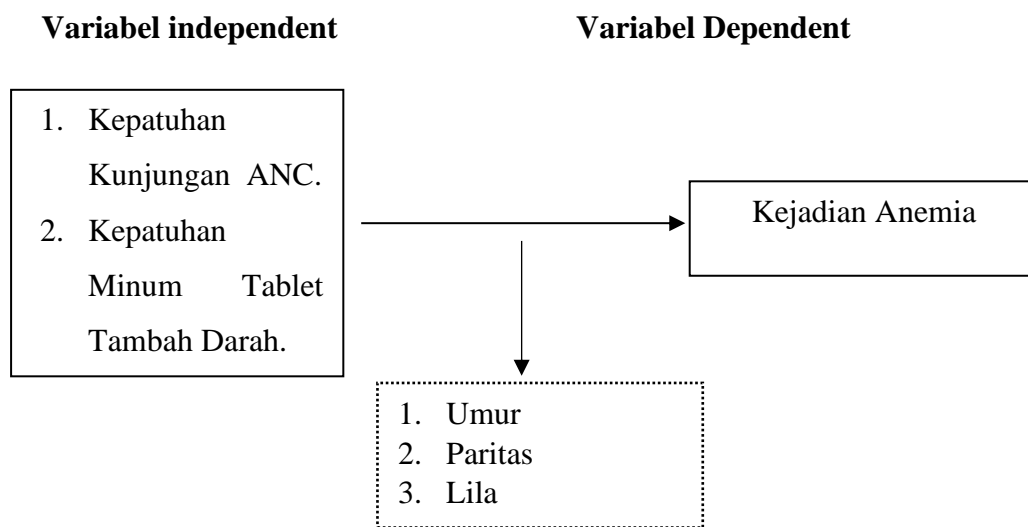 Variabel independent
Variabel Dependent
1. Kepatuhan
Kunjungan ANC.
2. Kepatuhan
Minum Tablet
Tambah Darah.
Kejadian Anemia
1. Umur
2. Paritas
3. Lila